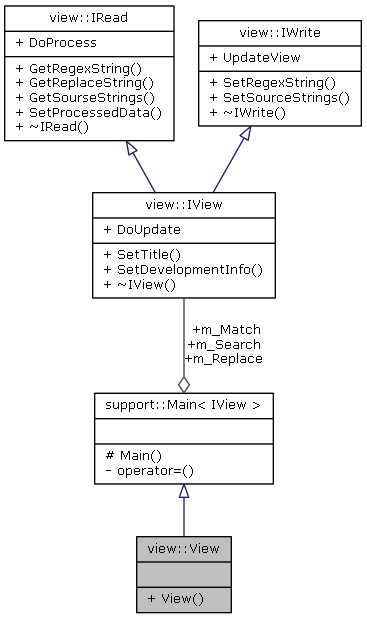 view::IRead
+ DoProcess
+ GetRegexString()
+ GetReplaceString()
+ GetSourseStrings()
+ SetProcessedData()
+ ~IRead()
view::IWrite
+ UpdateView
+ SetRegexString()
+ SetSourceStrings()
+ ~IWrite()
view::IView
+ DoUpdate
+ SetTitle()
+ SetDevelopmentInfo()
+ ~IView()
+m_Match
+m_Search
+m_Replace
support::Main< IView >
# Main()
- operator=()
view::View
+ View()